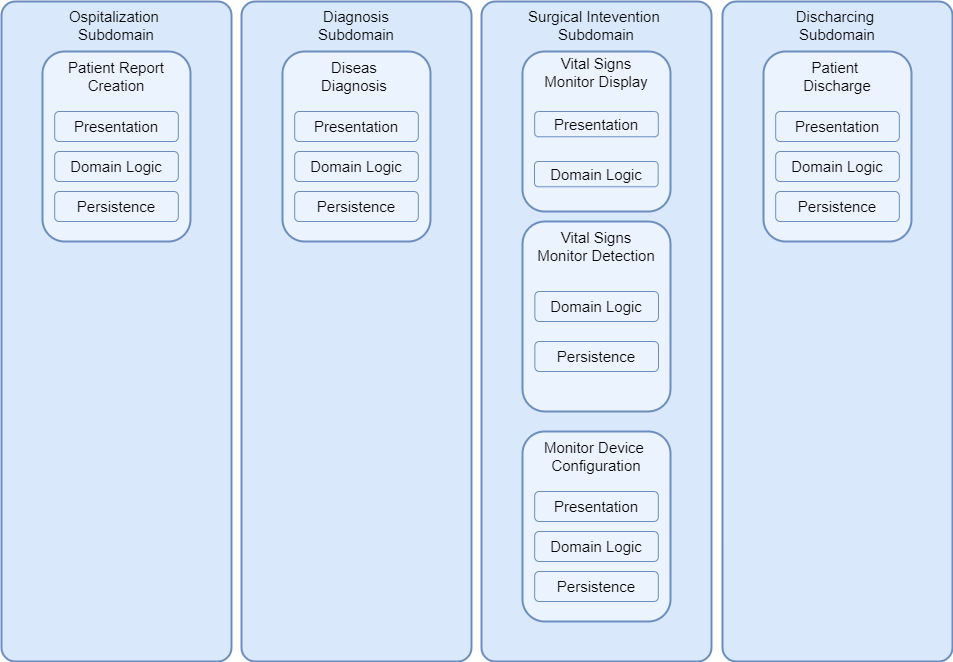 Ospitalization
Subdomain
Patient Report
Creation
Presentation
Domain Logic
Persistence
Diagnosis
Subdomain
Diseas
Diagnosis
Presentation
Domain Logic
Persistence
Surgical Intevention
Subdomain
Vital Signs
Monitor Display
Presentation
Domain Logic
Vital Signs
Monitor Detection
Domain Logic
Persistence
Monitor Device
Configuration
Presentation
Domain Logic
Persistence
Discharcing
Subdomain
Patient
Discharge
Presentation
Domain Logic
Persistence